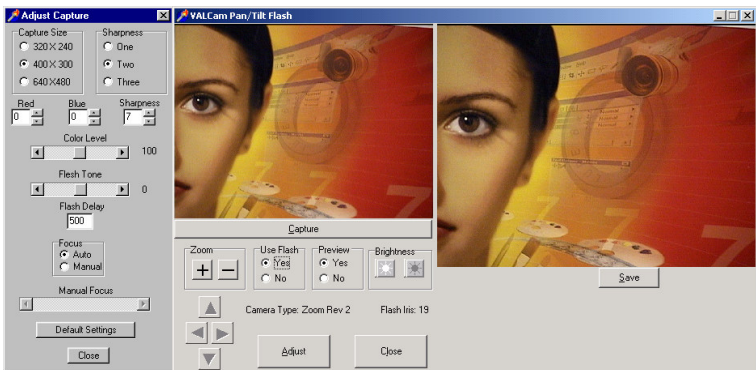 Adjust Capture
Capture Size
320 X 240
400 X 300
640 X480
Sharpness
One
Two
Three
Red
Blue
Sharpness
0
0
7
Color Level
100
Flesh Tone
0
Flash Delay
500
Focus
Auto
Manual
Manual Focus
Default Settings
Close
VALCam Pan/Tilt Flash
Capture
Zoom
+ −
Use Flash
Yes
No
Preview
Yes
No
Brightness
Camera Type: Zoom Rev 2
Flash Iris: 19
Adjust
Close
Save